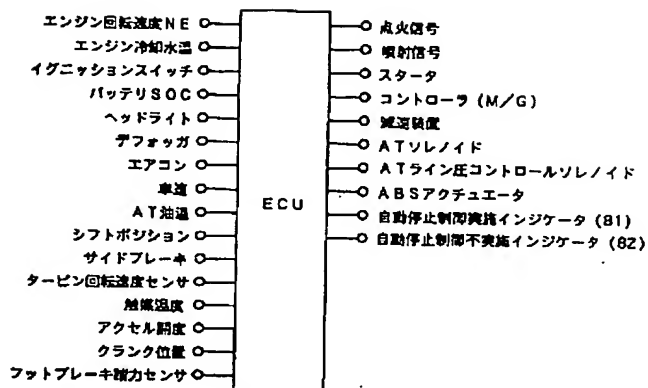 エンジン回転速度NE
エンジン冷却水温
イグニッションスイッチ
バッテリSOC
ヘッドライト
デフォッガ
エアコン
車速
AT油温
シフトポジション
サイドブレーキ
タービン回転速度センサ
触媒温度
アクセル開度
クランク位置
フットブレーキ踏力センサ
ECU
点火信号
噴射信号
スタータ
コントローラ (M/G)
減速装置
ATソレノイド
ATライン圧コントロールソレノイド
ABSアクチュエータ
自動停止制御実施インジケータ (81)
自動停止制御不実施インジケータ (82)